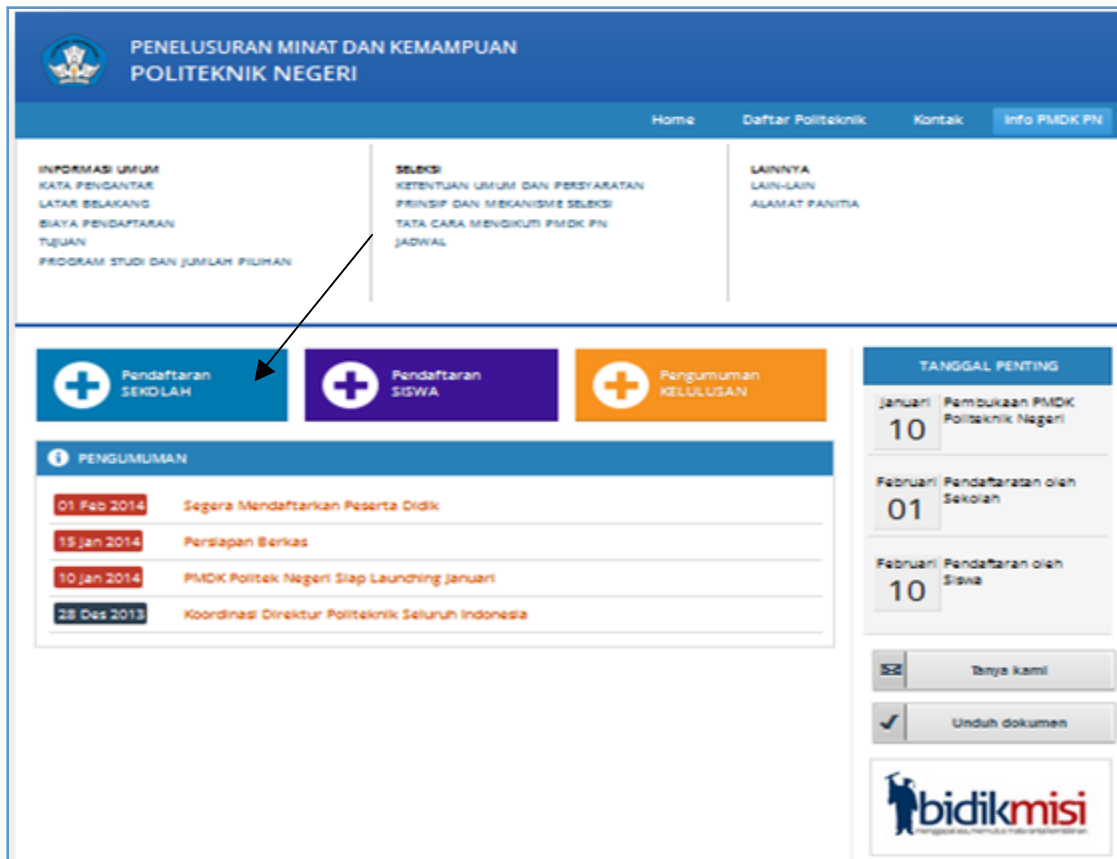 PENELUSURAN MINAT DAN KEMAMPUAN
POLITEKNIK NEGERI
Home
Daftar Politeknik
Kontak
Info PMDK PN
INFORMASI UMUM
KATA PENGANTAR
LATAR BELAKANG
BIAYA PENDAFTARAN
TUJUAN
PROGRAM STUDI DAN JUMLAH PILIHAN
SELEKSI
KETENTUAN UMUM DAN PERSYARATAN
PRINSIP DAN MEKANISME SELEKSI
TATA CARA MENGIKUTI PMDK PN
JADWAL
LAINNYA
LAIN-LAIN
ALAMAT PANITIA
Pendaftaran
SEKOLAH
Pendaftaran
SISWA
Pengumuman
KELULUSAN
PENGUMUMAN
01 Feb 2014 Segera Mendaftarkan Peserta Didik
15 Jan 2014 Persiapan Berkas
10 Jan 2014 PMDK Politek Negeri Siap Launching Januari
28 Des 2013 Koordinasi Direktur Politeknik Seluruh Indonesia
TANGGAL PENTING
Januari
10
Pembukaan PMDK
Politeknik Negeri
Februari
01
Pendaftaratan oleh
Sekolah
Februari
10
Pendaftaran oleh
Siswa
Tanya kami
Unduh dokumen
bidikmisi